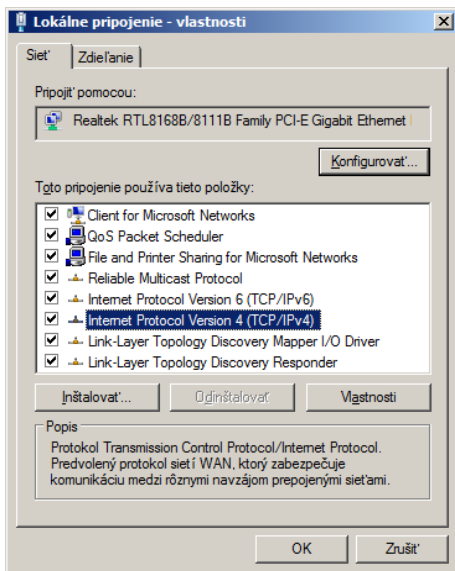 Lokálne pripojenie - vlastnosti
Sieť
Zdieľanie
Pripojiť pomocou:
Realtek RTL8168B/8111B Family PCI-E Gigabit Ethernet
Konfigurovať...
Toto pripojenie používa tieto položky:
Client for Microsoft Networks
QoS Packet Scheduler
File and Printer Sharing for Microsoft Networks
Reliable Multicast Protocol
Internet Protocol Version 6 (TCP/IPv6)
Internet Protocol Version 4 (TCP/IPv4)
Link-Layer Topology Discovery Mapper I/O Driver
Link-Layer Topology Discovery Responder
Inštalovať...
Odinštalovať
Vlastnosti
Popis
Protokol Transmission Control Protocol/Internet Protocol.
Predvolený protokol sietí WAN, ktorý zabezpečuje
komunikáciu medzi rôznymi navzájom prepojenými sieťami.
OK
Zrušiť